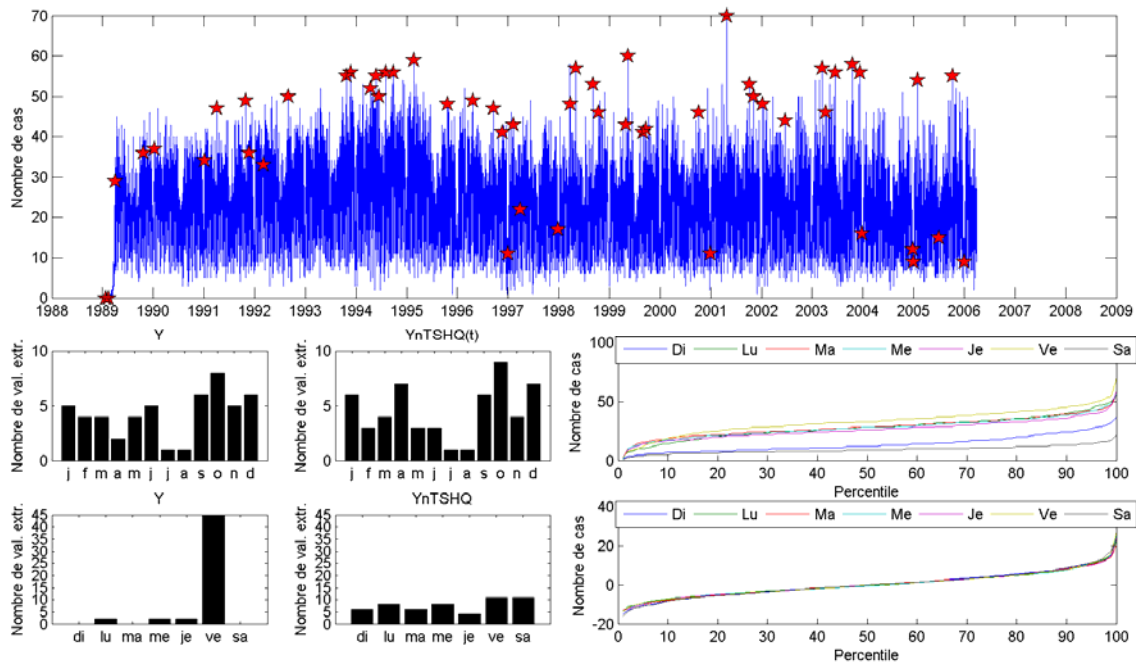 70
60
50
40
30
20
10
0
Nombre de cas
1988 1989 1990 1991 1992 1993 1994 1995 1996 1997 1998 1999 2000 2001 2002 2003 2004 2005 2006 2007 2008 2009
Y
10
5
0
Nombre de val. extr.
j f m a m j j a s o n d
YnTSHQ(t)
10
5
0
Nombre de val. extr.
j f m a m j j a s o n d
100
50
0
Nombre de cas
Di Lu Ma Me Je Ve Sa
0 10 20 30 40 50 60 70 80 90 100
Percentile
Y
45
40
35
30
25
20
15
10
5
0
Nombre de val. extr.
di lu ma me je ve sa
YnTSHQ
45
40
35
30
25
20
15
10
5
0
Nombre de val. extr.
di lu ma me je ve sa
40
20
0
-20
Nombre de cas
Di Lu Ma Me Je Ve Sa
0 10 20 30 40 50 60 70 80 90 100
Percentile